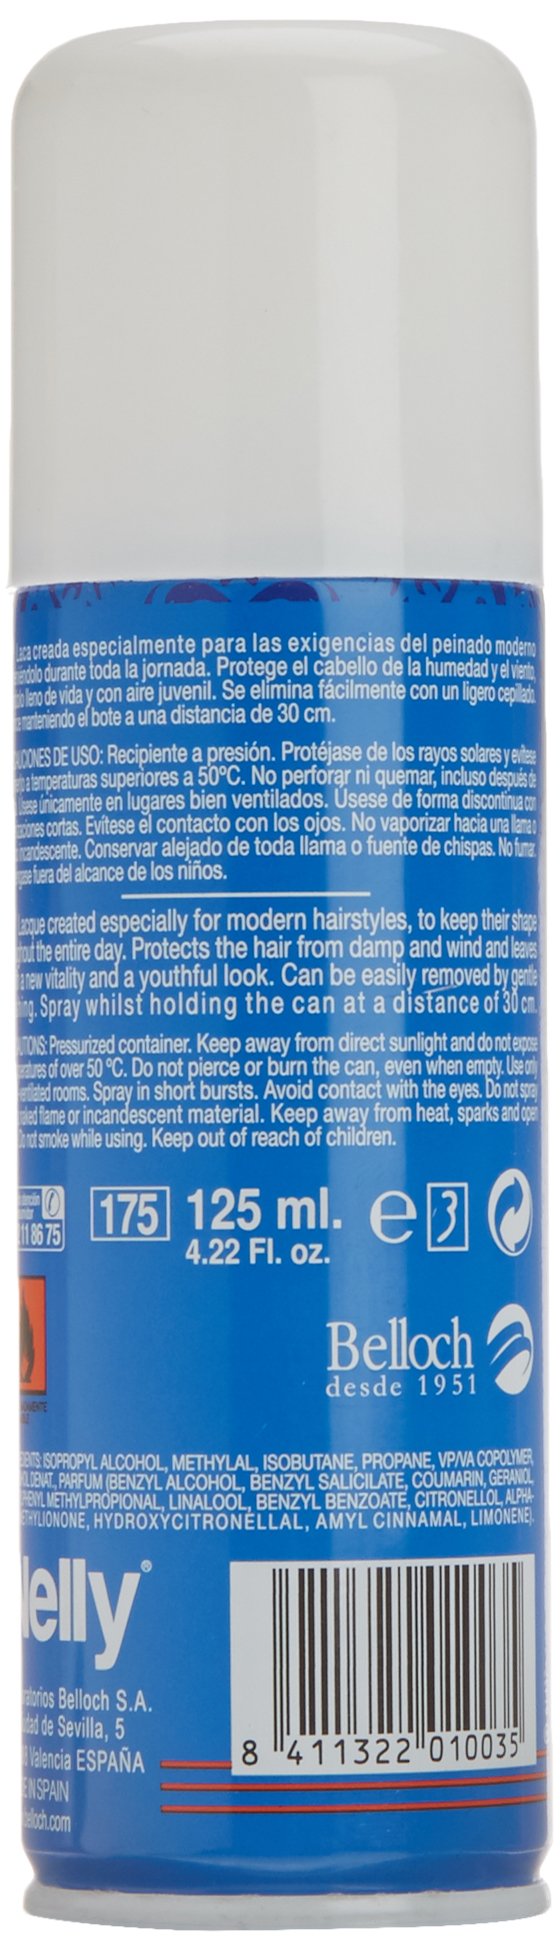 Laca creada especialmente para las exigencias del peinado moderno
durante toda la jornada. Protege el cabello de la humedad y el viento,
lleno de vida y con aire juvenil. Se elimina fácilmente con un ligero cepillado.
manteniendo el bote a una distancia de 30 cm.
DE USO: Recipiente a presión. Protéjase de los rayos solares y evítese
a temperaturas superiores a 50ºC. No perforar ni quemar, incluso después de
Úsese únicamente en lugares bien ventilados. Úsese de forma discontinua con
cortas. Evítese el contacto con los ojos. No vaporizar hacia una llama o
incandescente. Conservar alejado de toda llama o fuente de chispas. No fumar.
fuera del alcance de los niños.
Lacque created especially for modern hairstyles, to keep their shape
the entire day. Protects the hair from damp and wind and leaves
a new vitality and a youthful look. Can be easily removed by gentle
Spray whilst holding the can at a distance of 30 cm.
Pressurized container. Keep away from direct sunlight and do not expose
of over 50 ºC. Do not pierce or burn the can, even when empty. Use only
ventilated rooms. Spray in short bursts. Avoid contact with the eyes. Do not spray
naked flame or incandescent material. Keep away from heat, sparks and open
Do not smoke while using. Keep out of reach of children.
atención
11 86 75
175 125 ml. e 3
4.22 Fl. oz.
Belloch
desde 1951
ISOPROPYL ALCOHOL, METHYLAL, ISOBUTANE, PROPANE, VP/VA COPOLYMER,
DENAT., PARFUM (BENZYL ALCOHOL, BENZYL SALICILATE, COUMARIN, GERANIOL,
METHYLPROPIONAL, LINALOOL, BENZYL BENZOATE, CITRONELLOL, ALPHA-
HYDROXYCITRONELLAL, AMYL CINNAMAL, LIMONENE).
elly®
Belloch S.A.
de Sevilla, 5
Valencia ESPAÑA
IN SPAIN
belloch.com
8 411322 010035